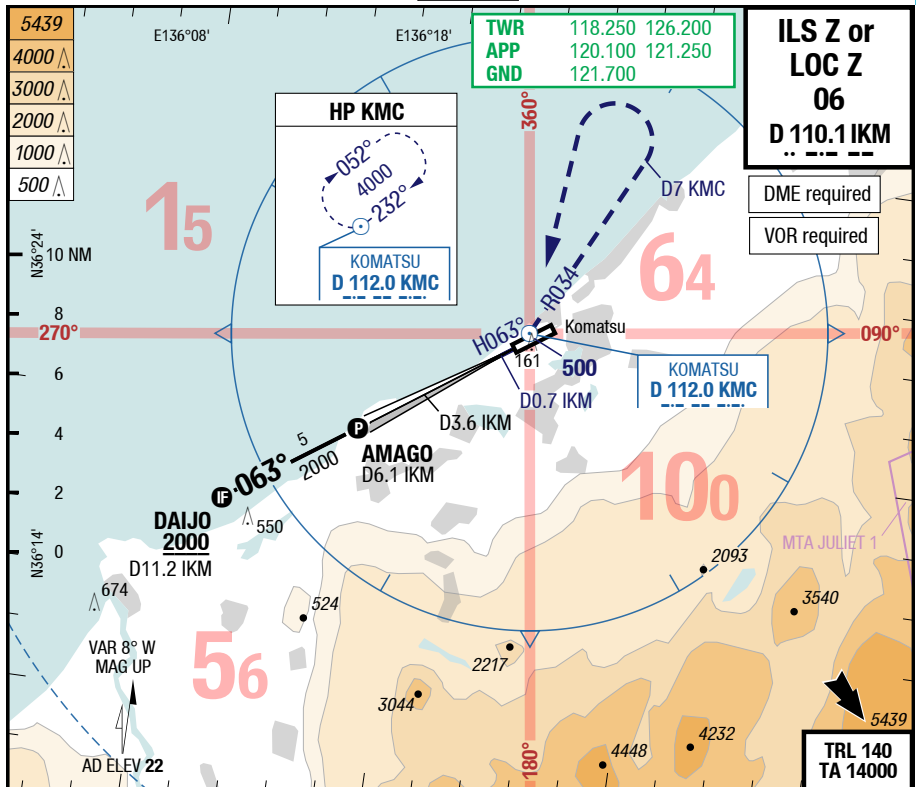 5439
4000
3000
2000
1000
500
E136°08'
E136°18'
TWR 118.250 126.200
APP 120.100 121.250
GND 121.700
ILS Z or
LOC Z
06
D 110.1 IKM
DME required
VOR required
HP KMC
052°
4000
232°
KOMATSU
D 112.0 KMC
360°
D7 KMC
R034
15
64
N36°24'
10 NM
8
270°
H063°
Komatsu
090°
6
161
500
KOMATSU
D 112.0 KMC
D0.7 IKM
D3.6 IKM
4
P
5
2000
AMAGO
D6.1 IKM
063°
IF
2
DAIJO
2000
D11.2 IKM
550
100
MTA JULIET 1
N36°14'
0
2093
674
524
3540
VAR 8° W
MAG UP
56
2217
3044
5439
4232
4448
180°
AD ELEV 22
TRL 140
TA 14000